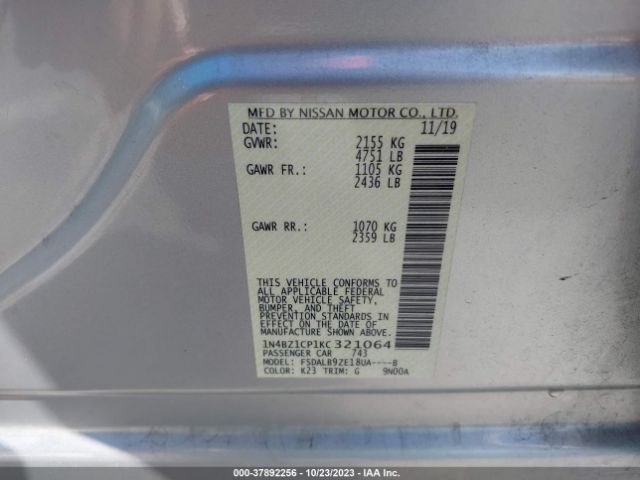 MFD BY NISSAN MOTOR CO., LTD.
DATE: 11/19
GVWR: 2155 KG
4751 LB
GAWR FR.: 1105 KG
2436 LB
GAWR RR.: 1070 KG
2359 LB
THIS VEHICLE CONFORMS TO
ALL APPLICABLE FEDERAL
MOTOR VEHICLE SAFETY,
BUMPER, AND THEFT
PREVENTION STANDARDS IN
EFFECT ON THE DATE OF
MANUFACTURE SHOWN ABOVE.
1N4BZ1CP1KC321064
PASSENGER CAR 743
MODEL: FSDALB9ZE18UA----B
COLOR: K23 TRIM: G 9N00A
000-37892256 - 10/23/2023 - IAA Inc.